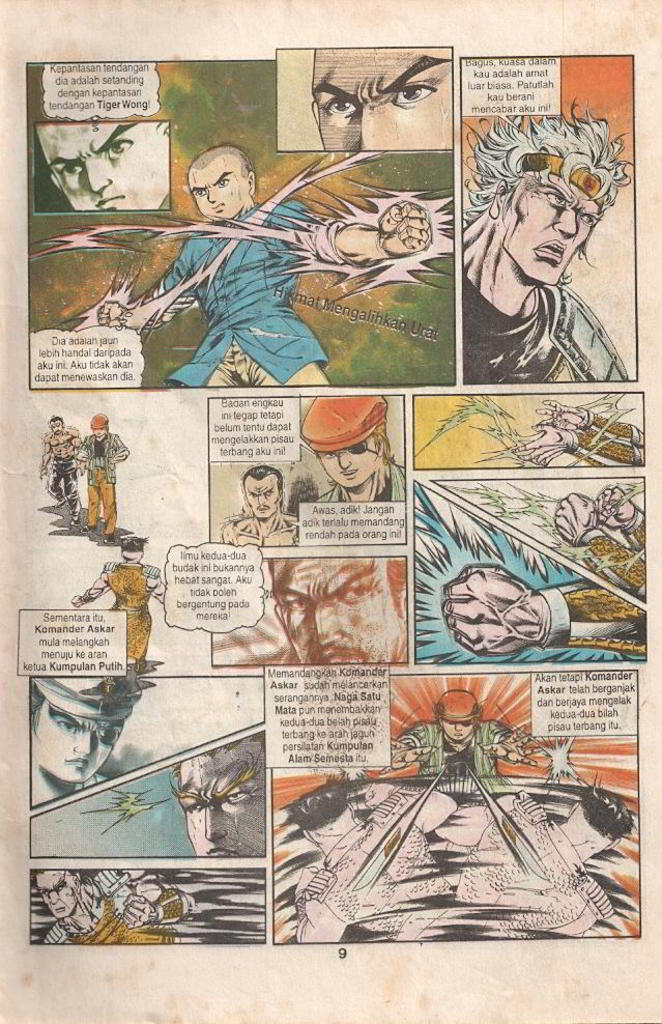 Kepantasan tendangan
dia adalah setanding
dengan kepantasan
tendangan Tiger Wong!
Bagus, kuasa dalam
kau adalah amat
luar biasa. Patutlah
kau berani
mencabar aku ini!
Hikmat Mengalihkan Urat
Dia adalah jaun
lebih handal daripada
aku ini. Aku tidak akan
dapat menewaskan dia.
Badan engkau
ini tegap tetapi
belum tentu dapat
mengelakkan pisau
terbang aku ini!
Awas, adik! Jangan
adik terlalu memandang
rendah pada orang ini!
Ilmu kedua-dua
budak ini bukannya
hebat sangat. Aku
tidak boleh
bergantung pada
mereka!
Sementara itu,
Komander Askar
mula melangkah
menuju ke aran
ketua Kumpulan Putih.
Memandangkan Komander
Askar sudah melancarkan
serangannya, Naga Satu
Mata pun menembakkan
kedua-dua belah pisau
terbang ke arah jaguh
persilatan Kumpulan
Alam Semesta itu.
Akan tetapi Komander
Askar telah berganjak
dan berjaya mengelak
kedua-dua bilah
pisau terbang itu.
9